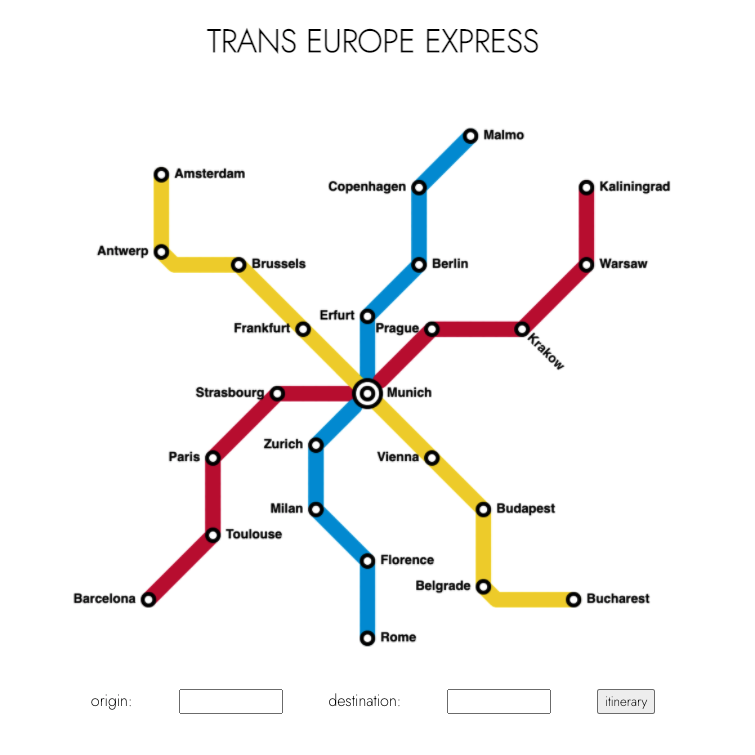 TRANS EUROPE EXPRESS
Malmo
Amsterdam
Copenhagen
Kaliningrad
Antwerp
Brussels
Berlin
Warsaw
Erfurt
Frankfurt
Prague
Krakow
Strasbourg
Munich
Zurich
Paris
Vienna
Milan
Budapest
Toulouse
Florence
Belgrade
Barcelona
Bucharest
Rome
origin: destination: itinerary